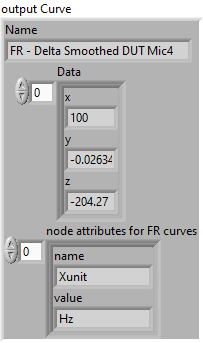 output Curve
Name
FR - Delta Smoothed DUT Mic4
Data
0
x
100
y
-0.02634
z
-204.27
node attributes for FR curves
0
name
Xunit
value
Hz